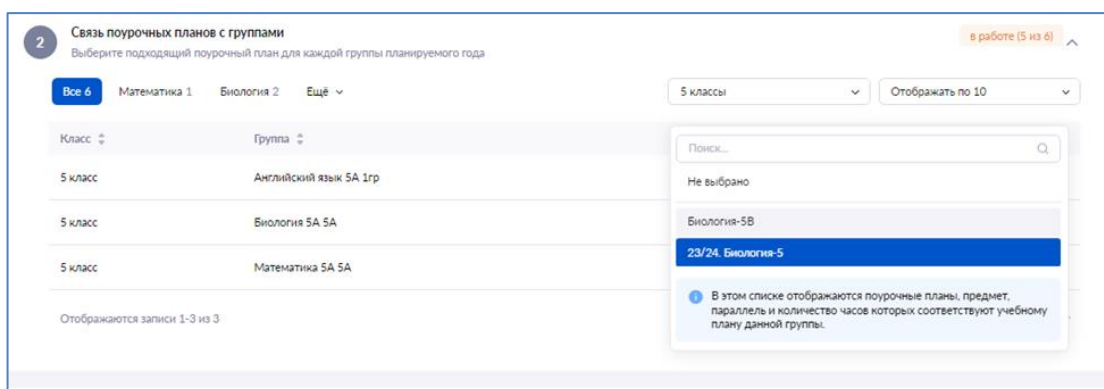 2
Связь поурочных планов с группами
Выберите подходящий поурочный план для каждой группы планируемого года
в работе (5 из 6)
Все 6 Математика 1 Биология 2 Ещё
5 классы
Отображать по 10
Класс Группа
5 класс Английский язык 5А 1гр
5 класс Биология 5А 5А
5 класс Математика 5А 5А
Отображаются записи 1-3 из 3
Поиск...
Не выбрано
Биология-5В
23/24. Биология-5
В этом списке отображаются поурочные планы, предмет,
параллель и количество часов которых соответствуют учебному
плану данной группы.